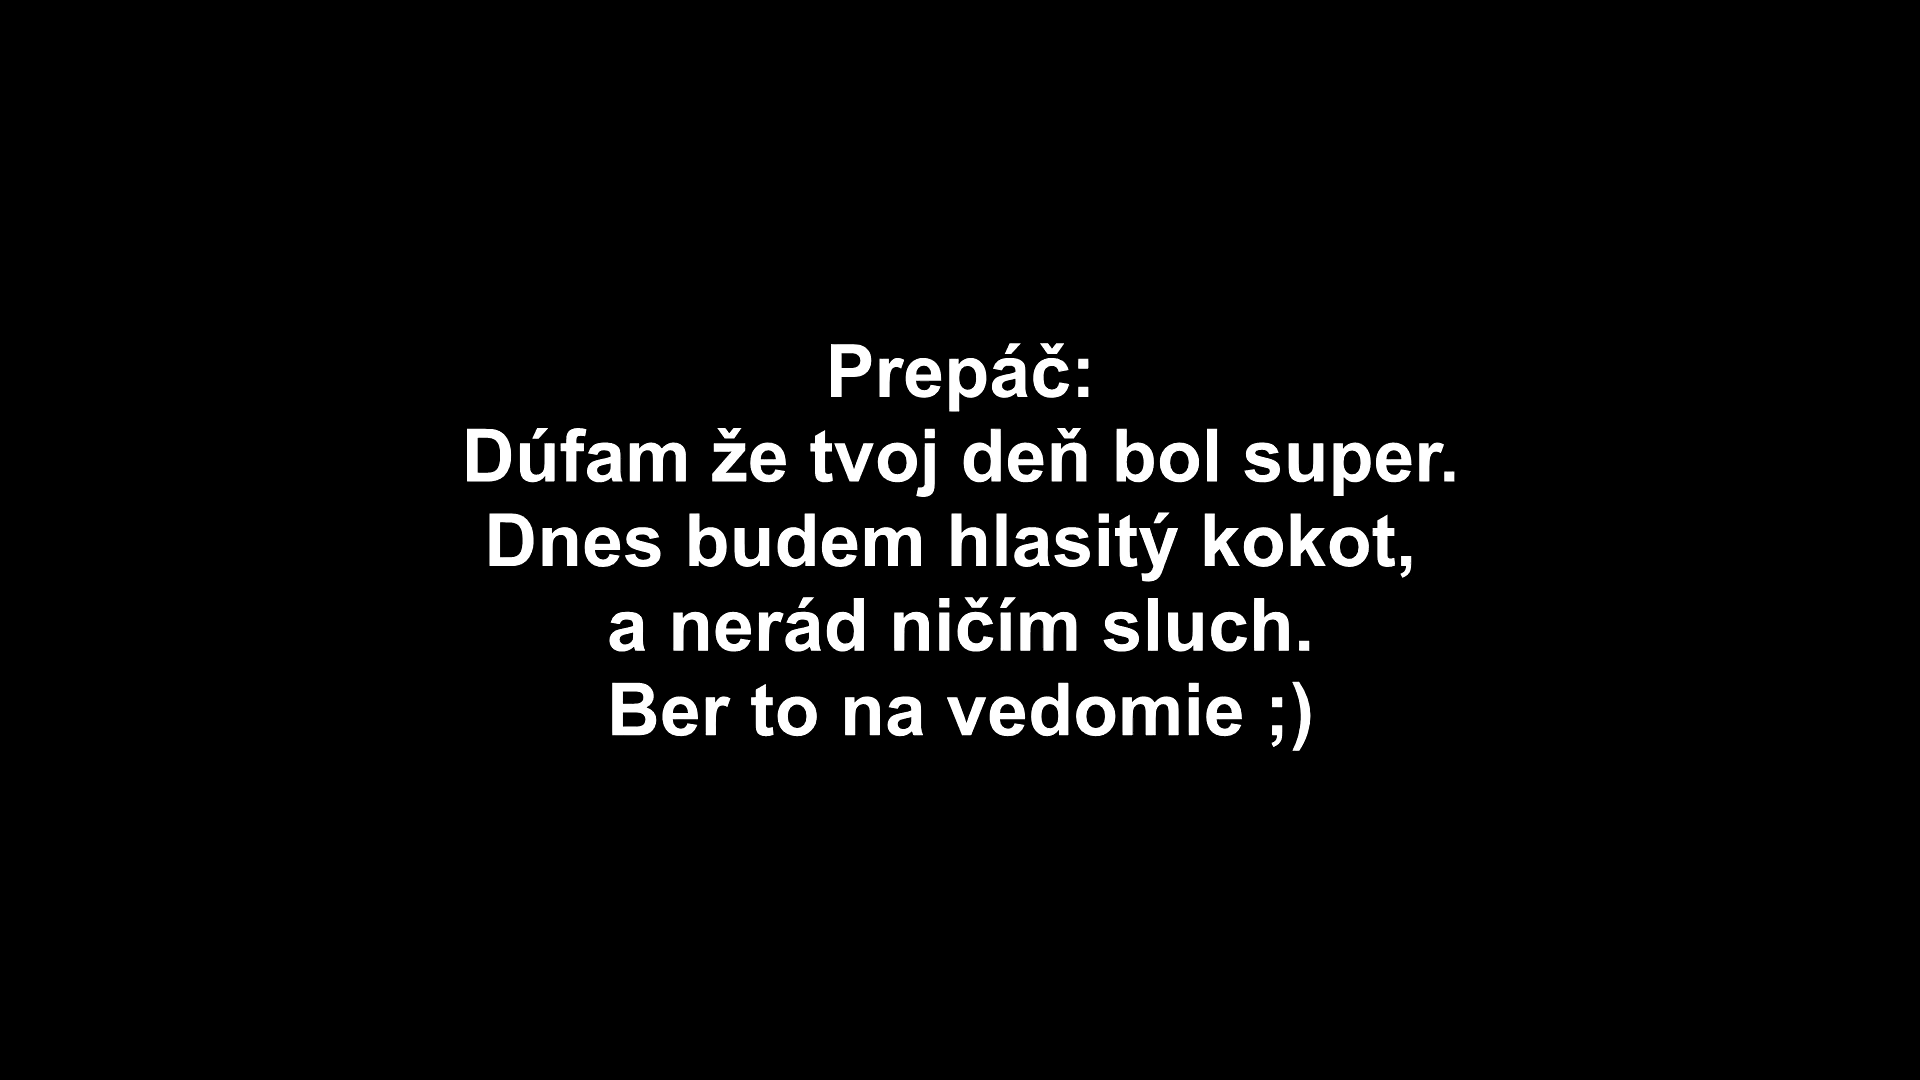 Prepáč:
Dúfam že tvoj deň bol super.
Dnes budem hlasitý kokot,
a nerád ničím sluch.
Ber to na vedomie ;)